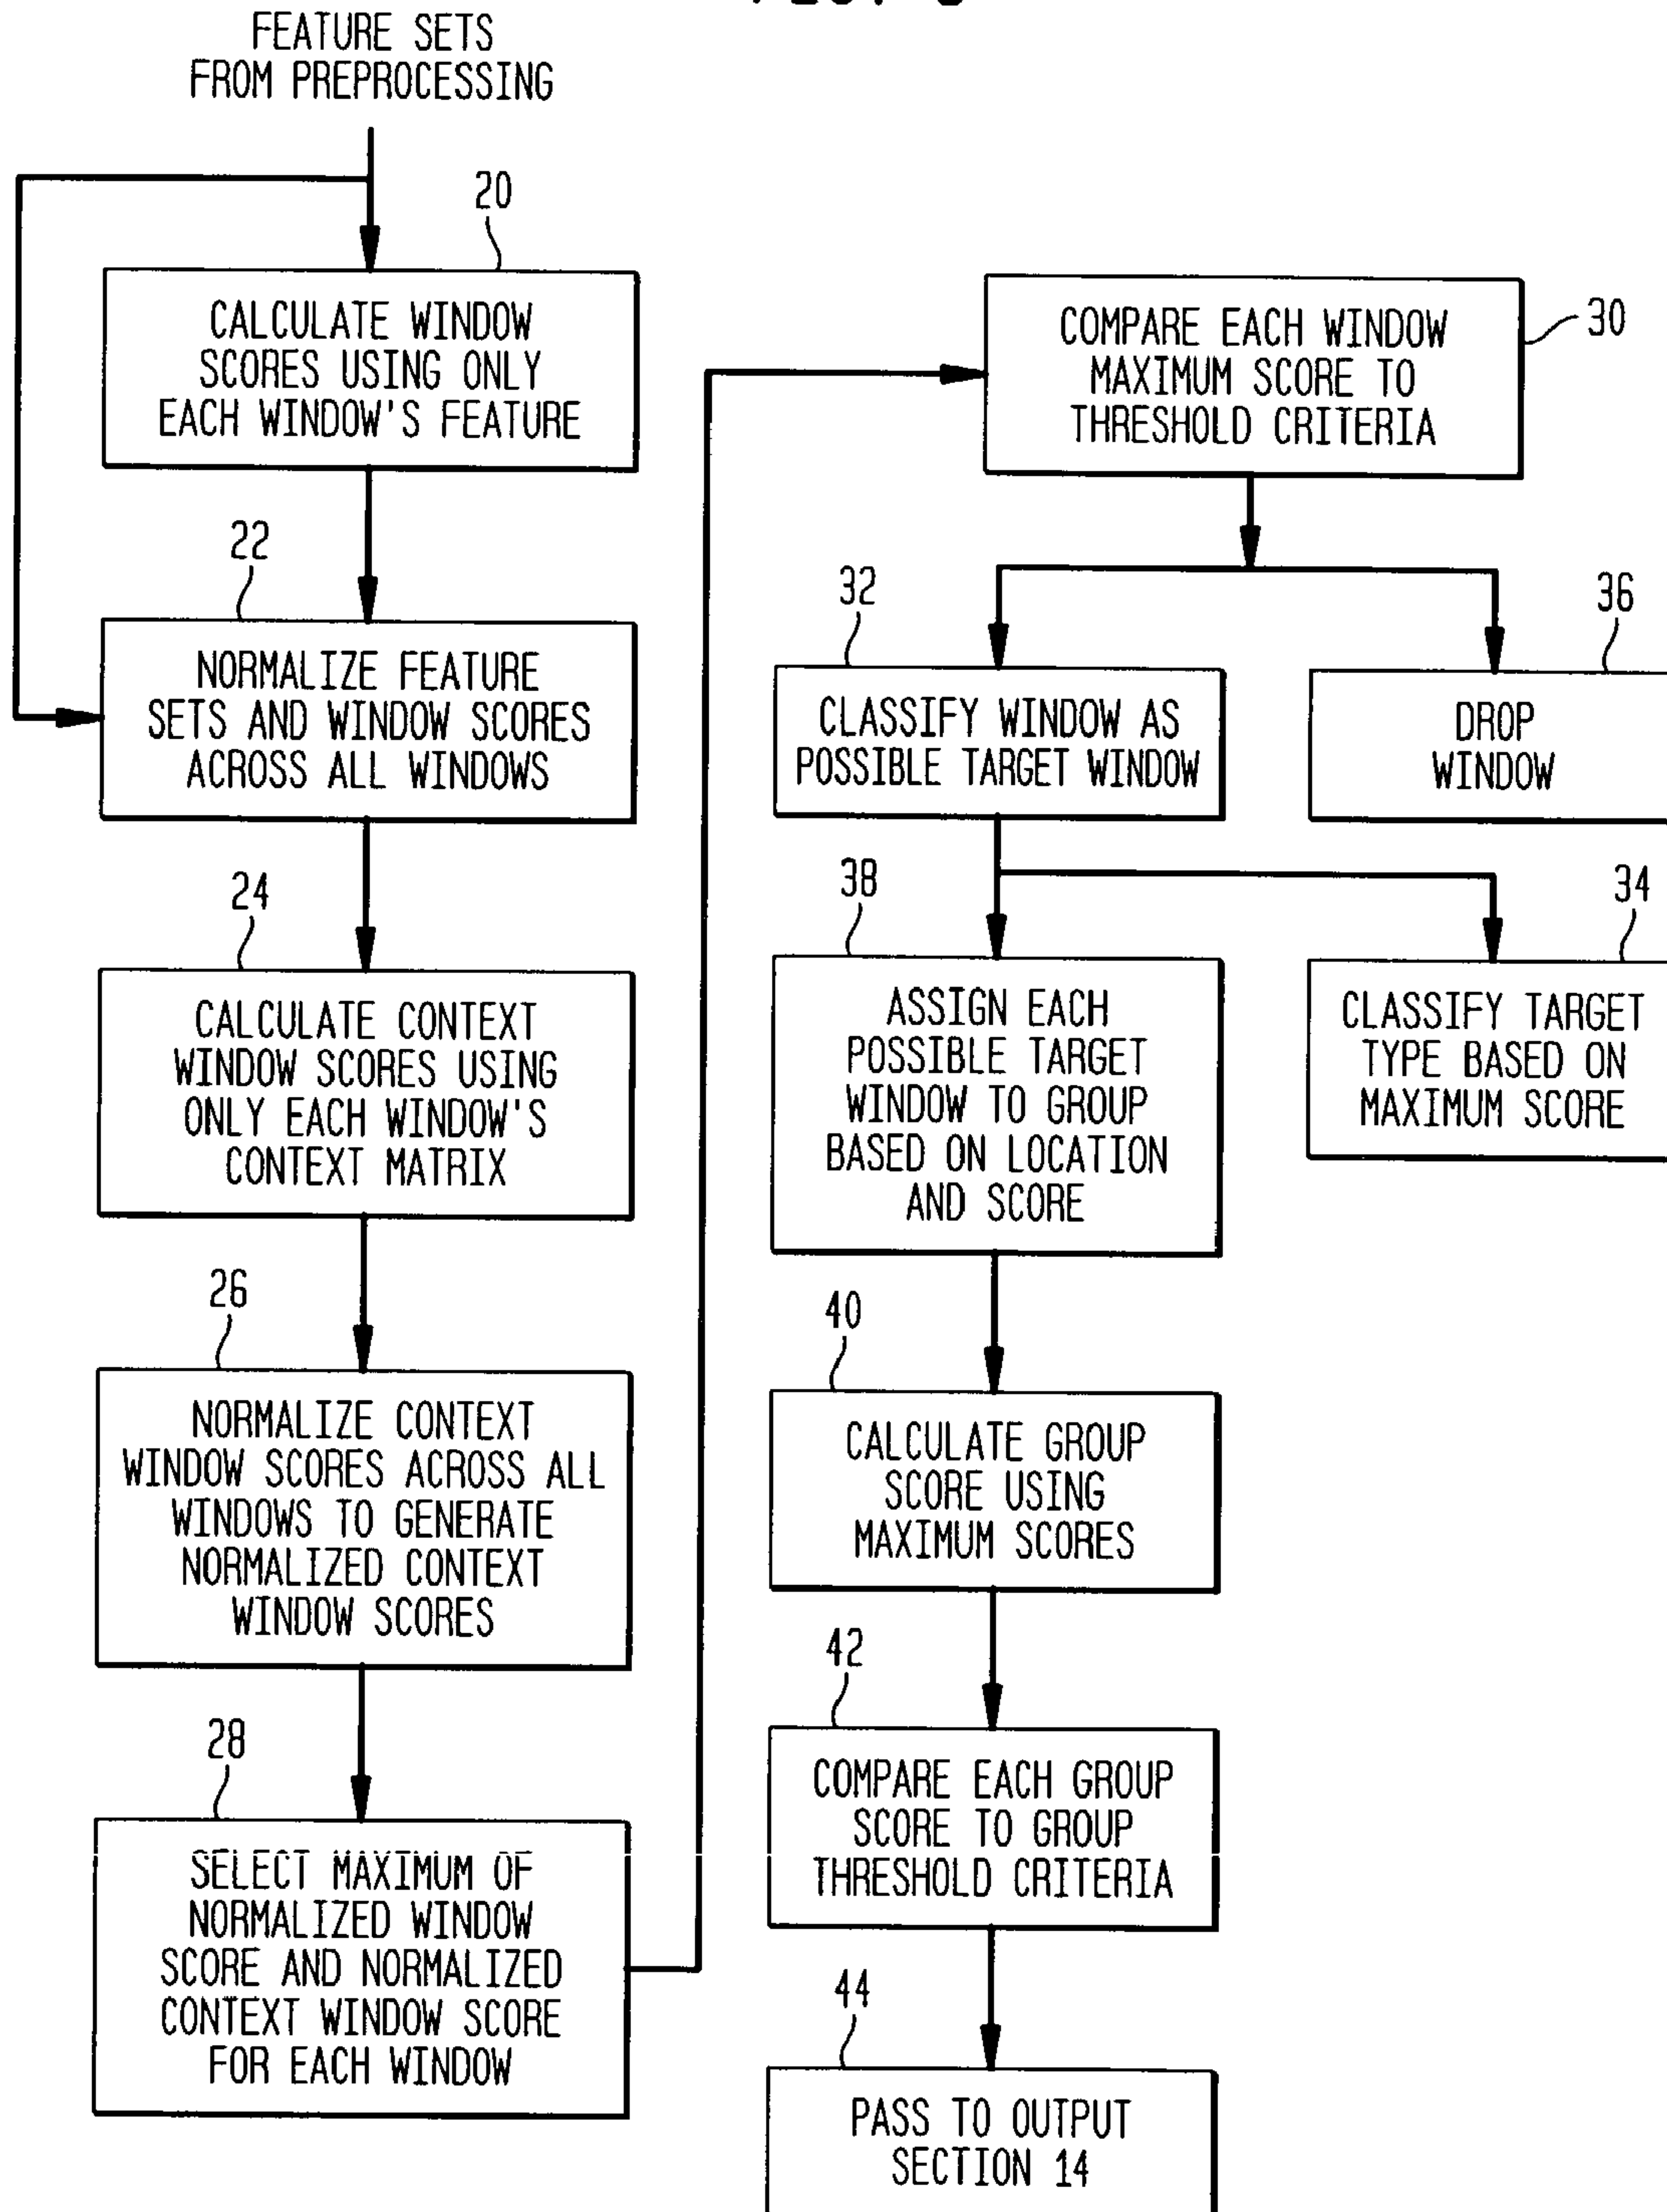 FEATURE SETS
FROM PREPROCESSING
20
CALCULATE WINDOW
SCORES USING ONLY
EACH WINDOW'S FEATURE
22
NORMALIZE FEATURE
SETS AND WINDOW SCORES
ACROSS ALL WINDOWS
24
CALCULATE CONTEXT
WINDOW SCORES USING
ONLY EACH WINDOW'S
CONTEXT MATRIX
26
NORMALIZE CONTEXT
WINDOW SCORES ACROSS ALL
WINDOWS TO GENERATE
NORMALIZED CONTEXT
WINDOW SCORES
28
SELECT MAXIMUM OF
NORMALIZED WINDOW
SCORE AND NORMALIZED
CONTEXT WINDOW SCORE
FOR EACH WINDOW
30
COMPARE EACH WINDOW
MAXIMUM SCORE TO
THRESHOLD CRITERIA
32
CLASSIFY WINDOW AS
POSSIBLE TARGET WINDOW
36
DROP
WINDOW
38
ASSIGN EACH
POSSIBLE TARGET
WINDOW TO GROUP
BASED ON LOCATION
AND SCORE
34
CLASSIFY TARGET
TYPE BASED ON
MAXIMUM SCORE
40
CALCULATE GROUP
SCORE USING
MAXIMUM SCORES
42
COMPARE EACH GROUP
SCORE TO GROUP
THRESHOLD CRITERIA
44
PASS TO OUTPUT
SECTION 14